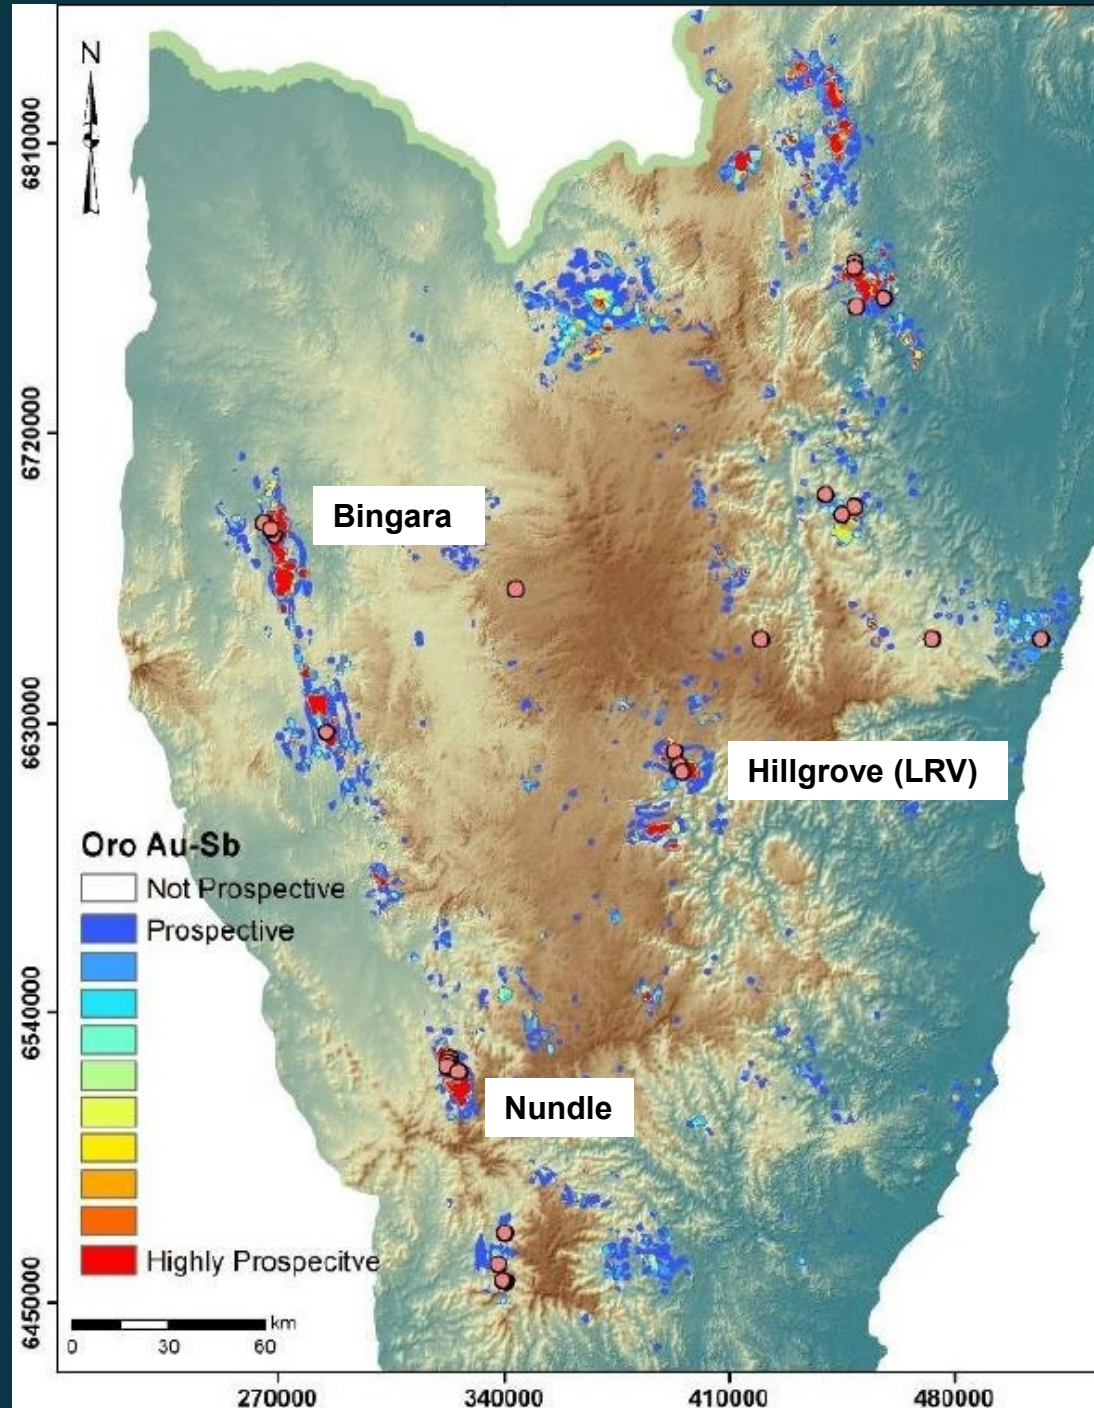 N
6810000
6720000
6630000
6540000
6450000
Bingara
Hillgrove (LRV)
Nundle
Oro Au-Sb
Not Prospective
Prospective
Highly Prospecitve
km
0 30 60
270000 340000 410000 480000